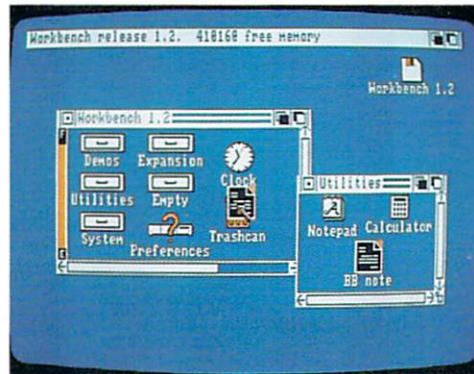 Workbench release 1.2. 418168 free memory
Workbench 1.2
Workbench 1.2
Demos Expansion Clock
Utilities Empty
System Preferences Trashcan
Utilities
Notepad Calculator
BB note
F
E